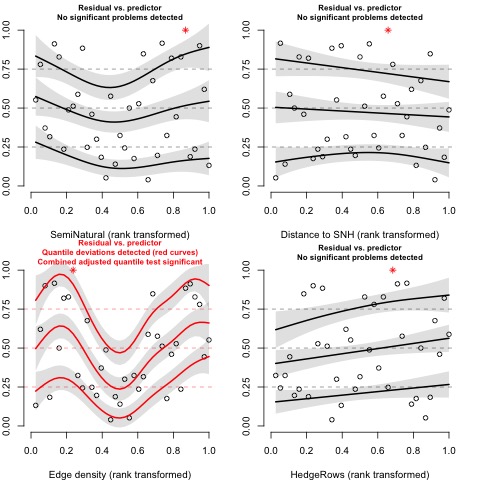 Residual vs. predictor
No significant problems detected
0.00 0.25 0.50 0.75 1.00
0.0 0.2 0.4 0.6 0.8 1.0
SemiNatural (rank transformed)
Residual vs. predictor
No significant problems detected
0.00 0.25 0.50 0.75 1.00
0.0 0.2 0.4 0.6 0.8 1.0
Distance to SNH (rank transformed)
Residual vs. predictor
Quantile deviations detected (red curves)
Combined adjusted quantile test significant
0.00 0.25 0.50 0.75 1.00
0.0 0.2 0.4 0.6 0.8 1.0
Edge density (rank transformed)
Residual vs. predictor
No significant problems detected
0.00 0.25 0.50 0.75 1.00
0.0 0.2 0.4 0.6 0.8 1.0
HedgeRows (rank transformed)